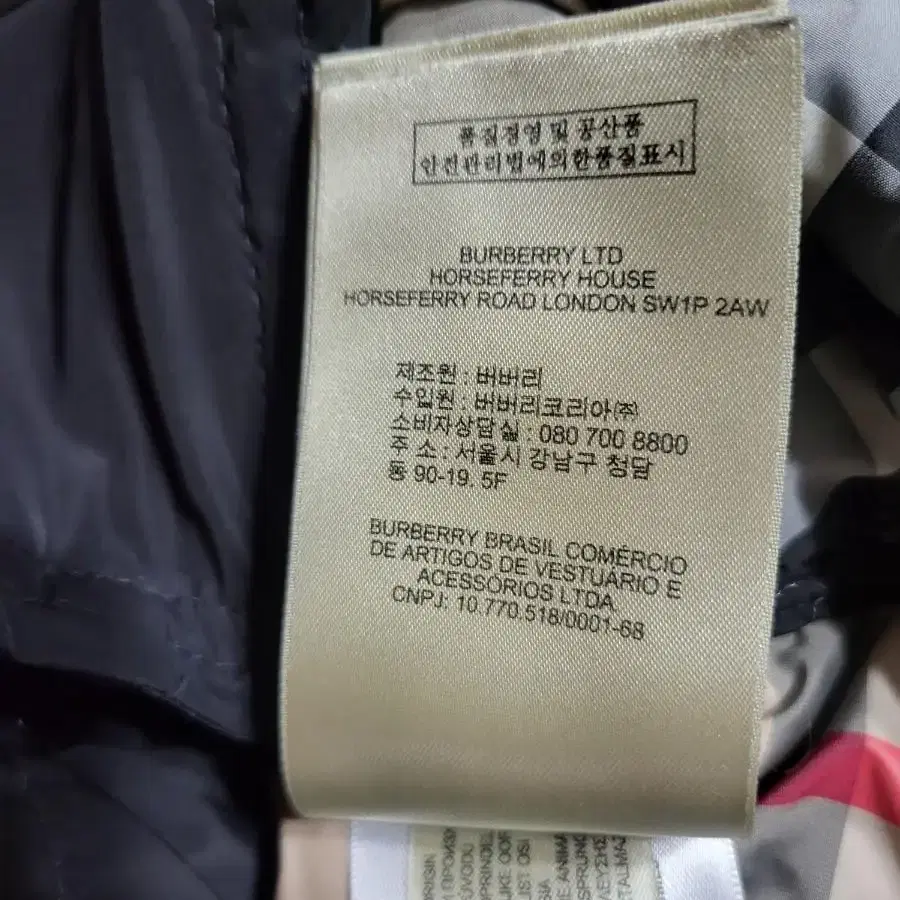 품질경영 및 공산품
안전관리법에의한품질표시
BURBERRY LTD
HORSEFERRY HOUSE
HORSEFERRY ROAD LONDON SW1P 2AW
제조원 : 버버리
수입원 : 버버리코리아㈜
소비자상담실 : 080 700 8800
주 소 : 서울시 강남구 청담
동 90-19. 5F
BURBERRY BRASIL COMÉRCIO
DE ARTIGOS DE VESTUÁRIO E
ACESSÓRIOS LTDA.
CNPJ: 10.770.518/0001-68